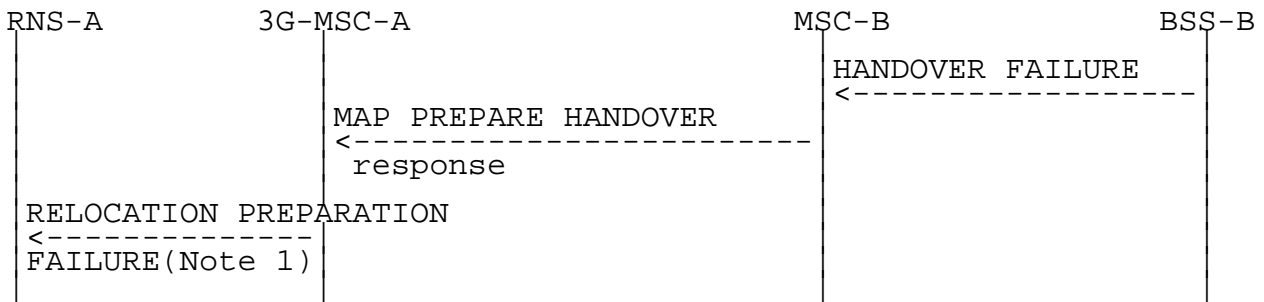 RNS-A 3G-MSC-A MSC-B BSS-B
HANDOVER FAILURE
MAP PREPARE HANDOVER
response
RELOCATION PREPARATION
FAILURE(Note 1)